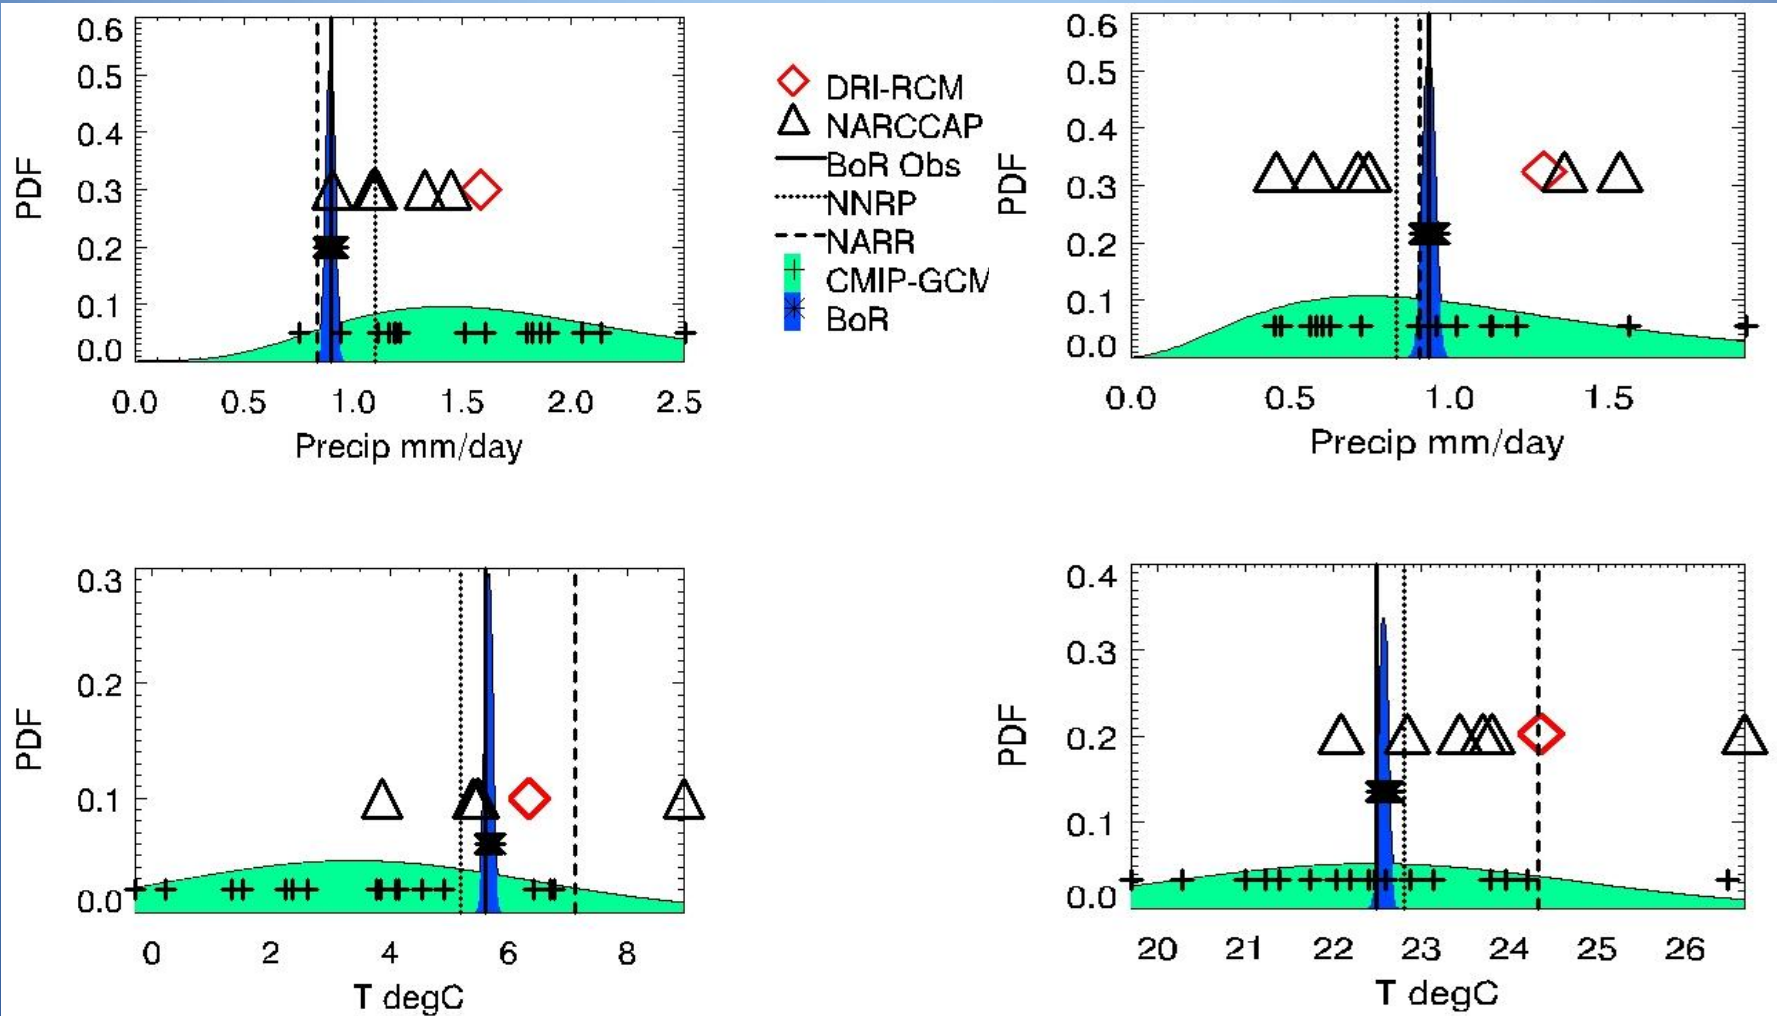 0.6
0.5
0.4
0.3
0.2
0.1
0.0
PDF
0.0 0.5 1.0 1.5 2.0 2.5
Precip mm/day
DRI-RCM
NARCCAP
BoR Obs
NNRP
NARR
CMIP-GCM
BoR
0.6
0.5
0.4
0.3
0.2
0.1
0.0
PDF
0.0 0.5 1.0 1.5
Precip mm/day
0.3
0.2
0.1
0.0
PDF
0 2 4 6 8
T degC
0.4
0.3
0.2
0.1
0.0
PDF
20 21 22 23 24 25 26
T degC